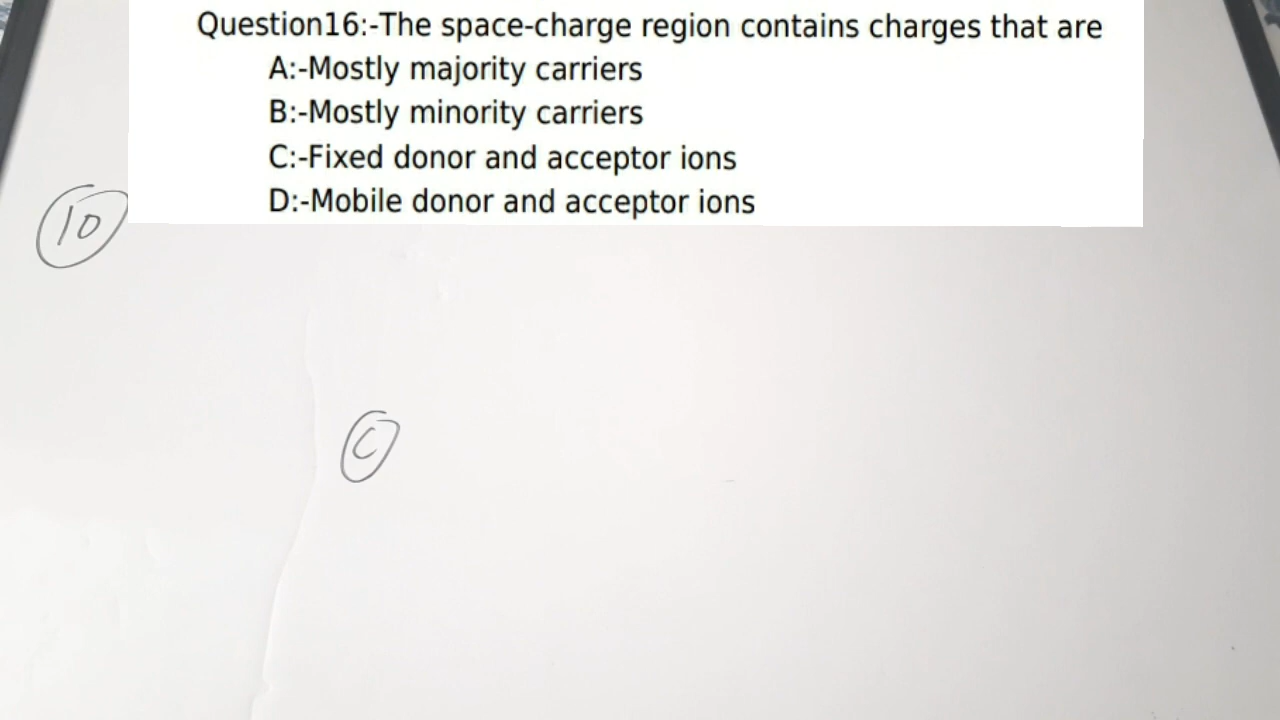 Question16:-The space-charge region contains charges that are
A:-Mostly majority carriers
B:-Mostly minority carriers
C:-Fixed donor and acceptor ions
D:-Mobile donor and acceptor ions
10
C